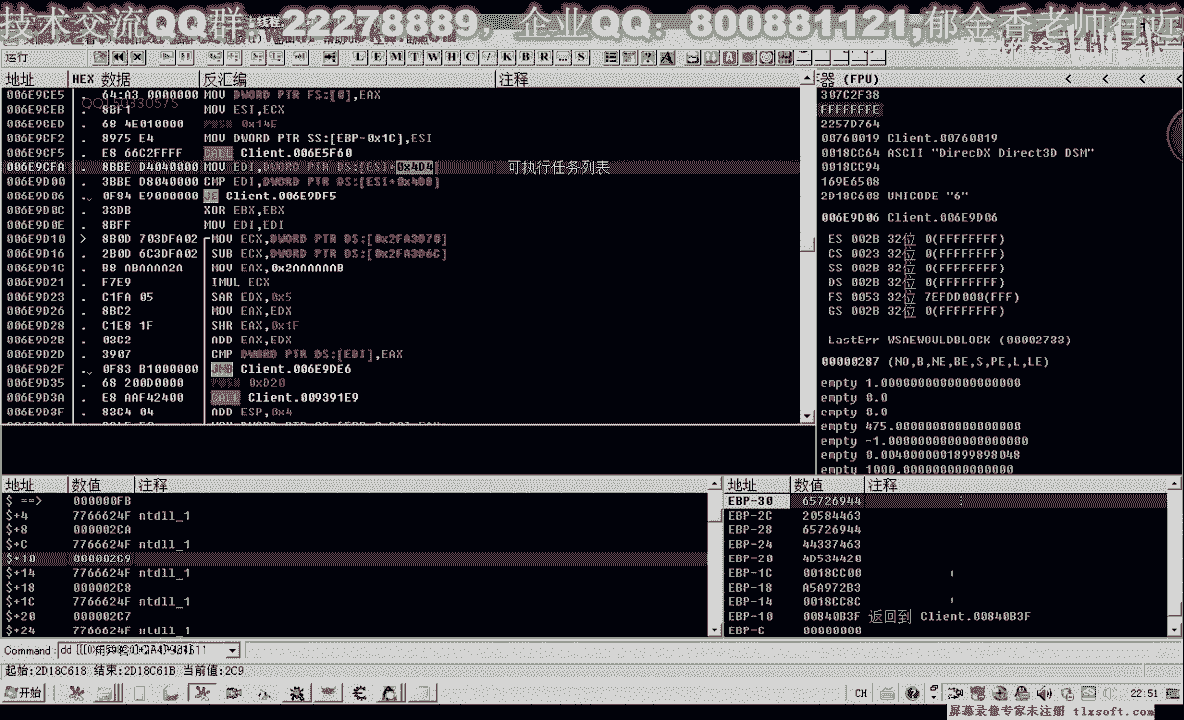 技术交流QQ群：22278889，企业QQ：800881121;郁金香老师有近
运行
L E M T W H C / K B R ... S
地址 HEX 数据 反汇编 注释
006E9CE5 . 64:A3 00000000 MOV DWORD PTR FS:[0],EAX
QQ150330575
006E9CEB . 8BF1 MOV ESI,ECX
006E9CED . 68 4E010000 PUSH 0x14E
006E9CF2 . 8975 E4 MOV DWORD PTR SS:[EBP-0x1C],ESI
006E9CF5 . E8 66C2FFFF CALL Client.006E5F60
006E9CFA . 8BBE D4040000 MOV EDI,DWORD PTR DS:[ESI+0x4D4] 可执行任务列表
006E9D00 . 3BBE D8040000 CMP EDI,DWORD PTR DS:[ESI+0x4D8]
006E9D06 . 0F84 E9000000 JE Client.006E9DF5
006E9D0C . 33DB XOR EBX,EBX
006E9D0E . 8BFF MOV EDI,EDI
006E9D10 > 8B0D 703DFA02 MOV ECX,DWORD PTR DS:[0x2FA3D70]
006E9D16 . 2B0D 6C3DFA02 SUB ECX,DWORD PTR DS:[0x2FA3D6C]
006E9D1C . B8 ABAAAA2A MOV EAX,0x2AAAAAAB
006E9D21 . F7E9 IMUL ECX
006E9D23 . C1FA 05 SAR EDX,0x5
006E9D26 . 8BC2 MOV EAX,EDX
006E9D28 . C1E8 1F SHR EAX,0x1F
006E9D2B . 03C2 ADD EAX,EDX
006E9D2D . 3907 CMP DWORD PTR DS:[EDI],EAX
006E9D2F . 0F83 B1000000 JNB Client.006E9DE6
006E9D35 . 68 200D0000 PUSH 0xD20
006E9D3A . E8 AAF42400 CALL Client.009391E9
006E9D3F . 83C4 04 ADD ESP,0x4
器 (FPU) < < < <
307C2F38
FFFFFFFE
2257D764
00760019 Client.00760019
0018CC64 ASCII "DirecDX Direct3D DSM"
0018CC94
169E6508
2D18C608 UNICODE "6"
006E9D06 Client.006E9D06
ES 002B 32位 0(FFFFFFFF)
CS 0023 32位 0(FFFFFFFF)
SS 002B 32位 0(FFFFFFFF)
DS 002B 32位 0(FFFFFFFF)
FS 0053 32位 7EFDD000(FFF)
GS 002B 32位 0(FFFFFFFF)
LastErr WSAEWOULDBLOCK (00002733)
00000287 (NO,B,NE,BE,S,PE,L,LE)
empty 1.0000000000000000000
empty 0.0
empty 0.0
empty 475.00000000000000000
empty -1.0000000000000000000
empty 0.0040000001899898048
empty 1000.0000000000000000
地址 数值 注释
$ ==> 000000FB
$+4 7766624F ntdll_1
$+8 000002CA
$+C 7766624F ntdll_1
$+10 000002C9
$+14 7766624F ntdll_1
$+18 000002C8
$+1C 7766624F ntdll_1
$+20 000002C7
$+24 7766624F ntdll_1
地址 数值 注释
EBP-30 65726944
EBP-2C 20584463
EBP-28 65726944
EBP-24 44337463
EBP-20 4D534420
EBP-1C 0018CC00
EBP-18 A5A972B3
EBP-14 0018CC8C
EBP-10 00840B3F 返回到 Client.00840B3F
EBP-C 00000000
Command:
起始:2D18C618 结束:2D18C61B 当前值:2C9
开始 CH 22:51
屏幕录像专家未注册 tlxsoft.com